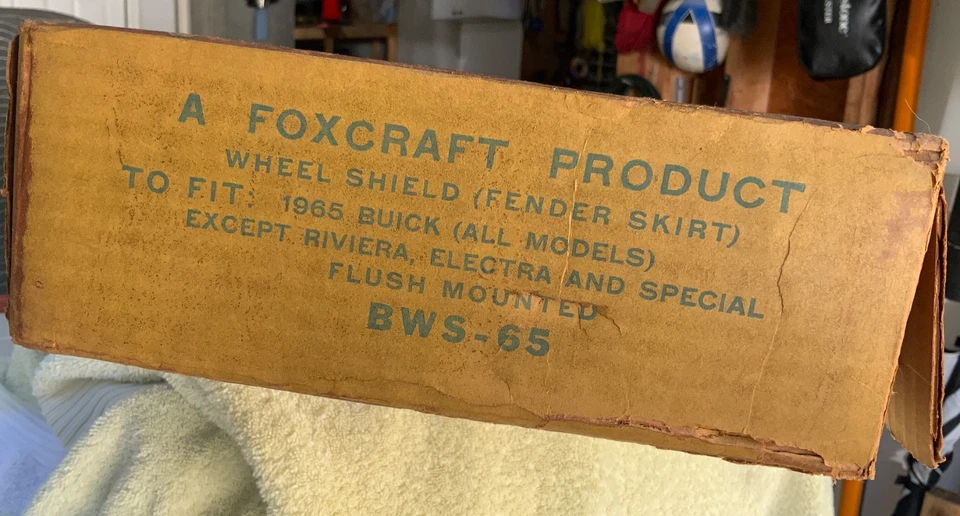 A FOXCRAFT PRODUCT
WHEEL SHIELD (FENDER SKIRT)
TO FIT: 1965 BUICK (ALL MODELS)
EXCEPT RIVIERA, ELECTRA AND SPECIAL
FLUSH MOUNTED
BWS-65